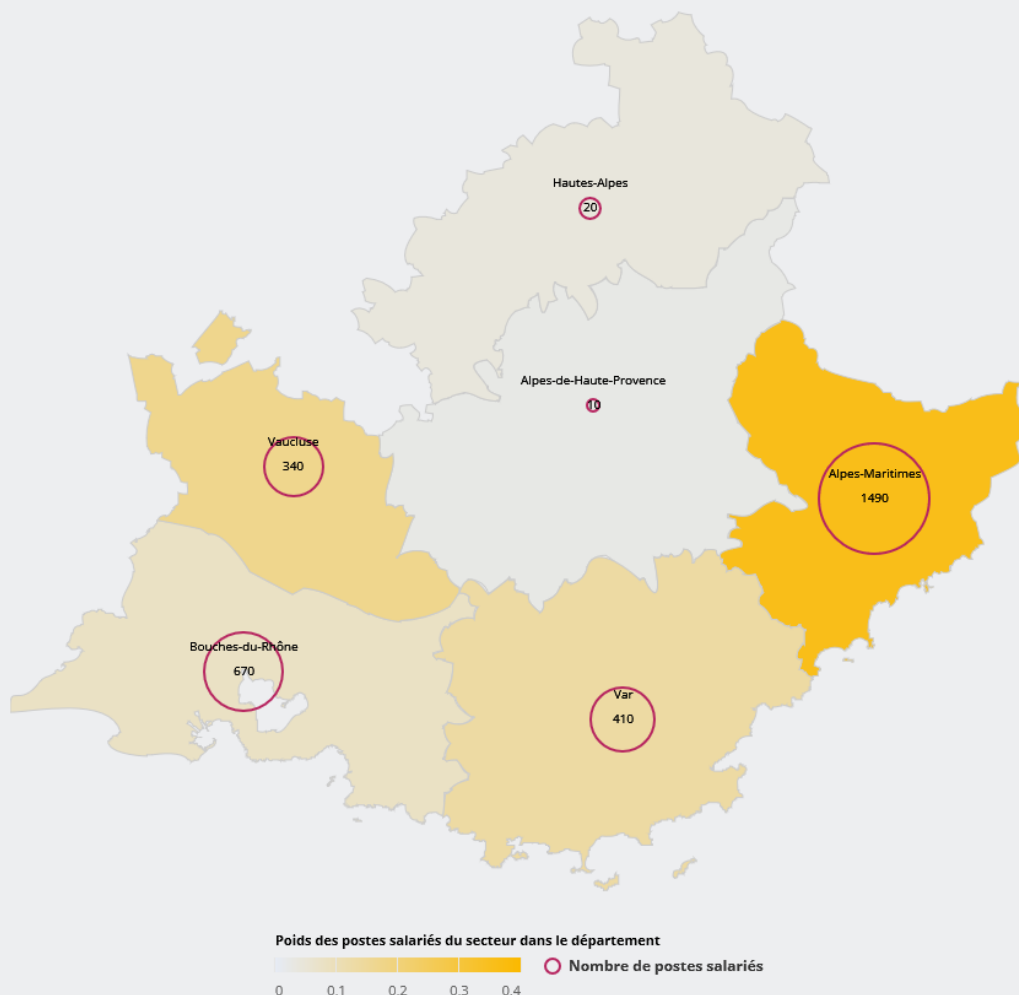 Hautes-Alpes
20
Alpes-de-Haute-Provence
10
Vaucluse
340
Alpes-Maritimes
1490
Bouches-du-Rhône
670
Var
410
Poids des postes salariés du secteur dans le département
Nombre de postes salariés
0 0.1 0.2 0.3 0.4